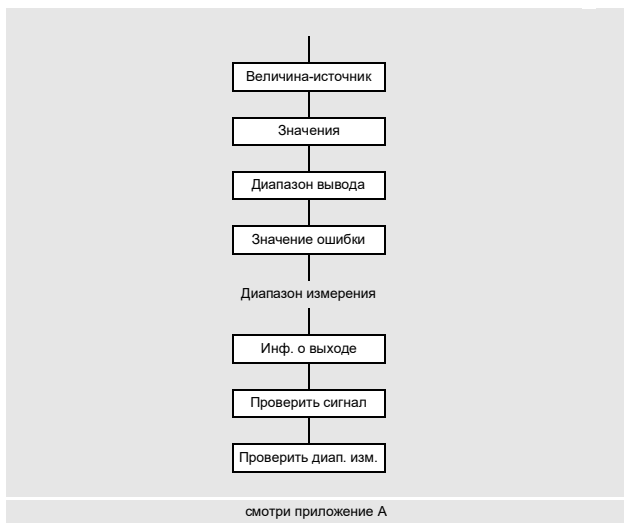 Величина-источник
Значения
Диапазон вывода
Значение ошибки
Диапазон измерения
Инф. о выходе
Проверить сигнал
Проверить диап. изм.
смотри приложение A